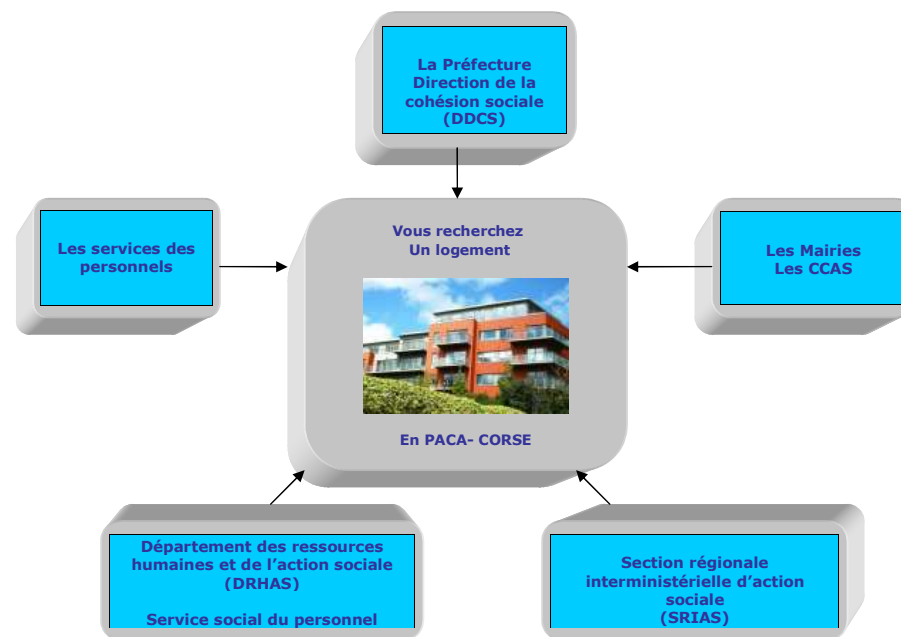 La Préfecture
Direction de la
cohésion sociale
(DDCS)
Les services des
personnels
Vous recherchez
Un logement
En PACA- CORSE
Les Mairies
Les CCAS
Département des ressources
humaines et de l'action sociale
(DRHAS)
Service social du personnel
Section régionale
interministérielle d'action
sociale
(SRIAS)